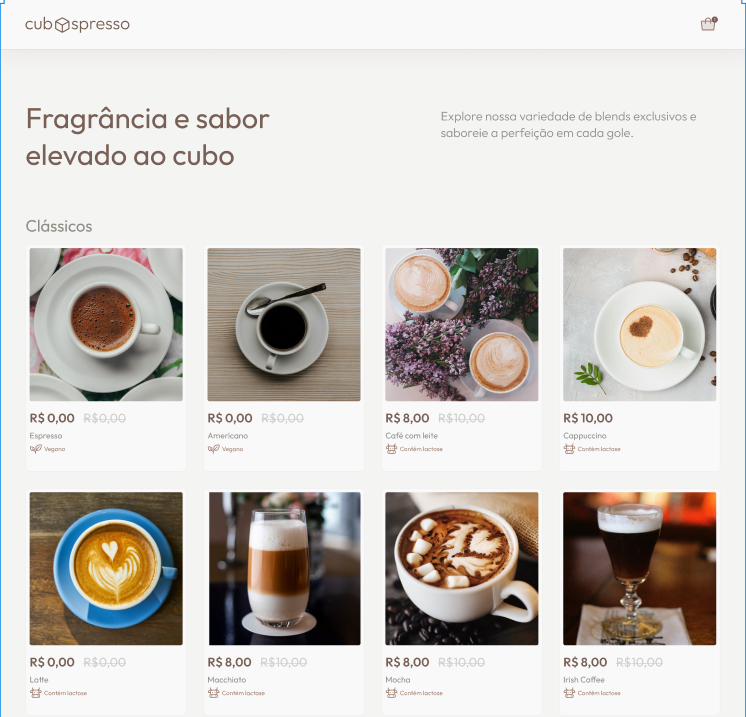 cub spresso
Fragrância e sabor
elevado ao cubo
Explore nossa variedade de blends exclusivos e
saboreie a perfeição em cada gole.
Clássicos
R$ 0,00 R$0,00
Espresso
Vegano
R$ 0,00 R$0,00
Americano
Vegano
R$ 8,00 R$10,00
Café com leite
Contém lactose
R$ 10,00
Cappuccino
Contém lactose
R$ 0,00 R$0,00
Latte
Contém lactose
R$ 8,00 R$10,00
Macchiato
Contém lactose
R$ 8,00 R$10,00
Mocha
Contém lactose
R$ 8,00 R$10,00
Irish Coffee
Contém lactose